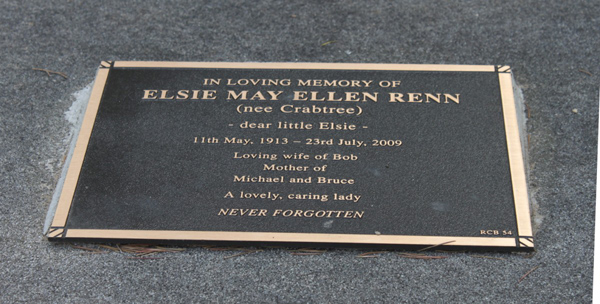 IN LOVING MEMORY OF
ELSIE MAY ELLEN RENN
(nee Crabtree)
- dear little Elsie -
11th May, 1913 – 23rd July, 2009
Loving wife of Bob
Mother of
Michael and Bruce
A lovely, caring lady
NEVER FORGOTTEN
RCB 54